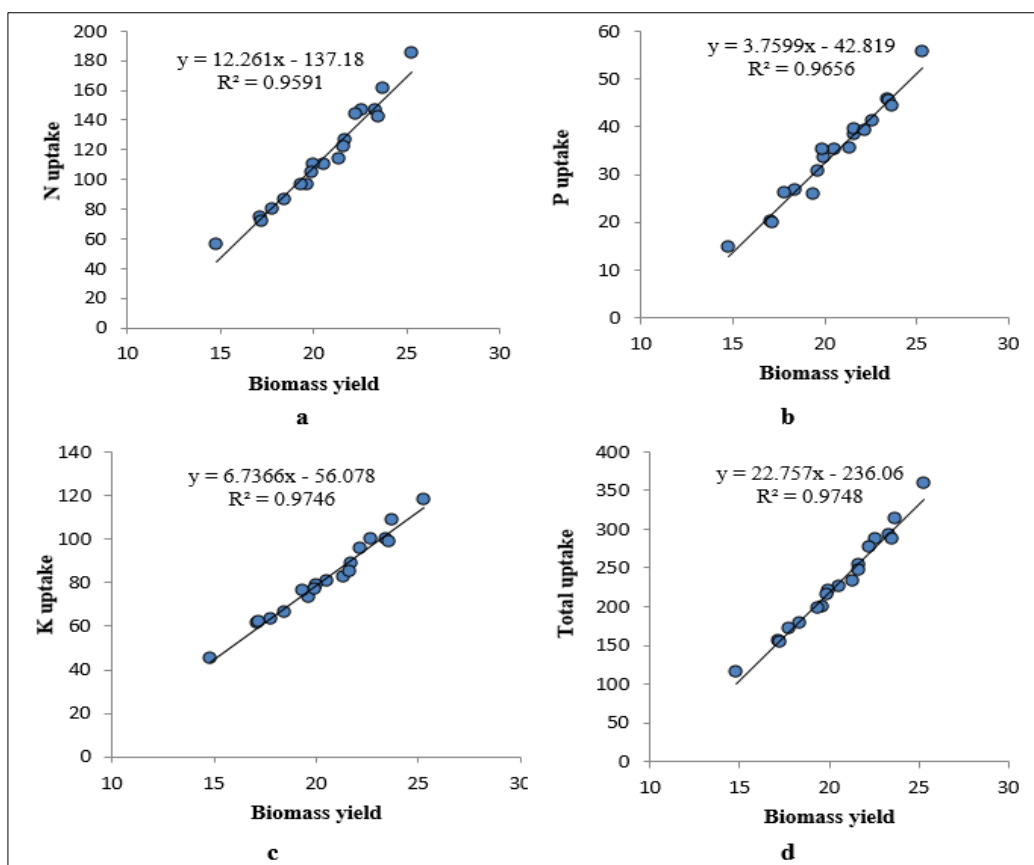 200
180
160
140
120
100
80
60
40
20
0
y = 12.261x - 137.18
R² = 0.9591
N uptake
10 15 20 25 30
Biomass yield
a
60
50
40
30
20
10
0
y = 3.7599x - 42.819
R² = 0.9656
P uptake
10 15 20 25 30
Biomass yield
b
140
120
100
80
60
40
20
0
y = 6.7366x - 56.078
R² = 0.9746
K uptake
10 15 20 25 30
Biomass yield
c
400
350
300
250
200
150
100
50
0
y = 22.757x - 236.06
R² = 0.9748
Total uptake
10 15 20 25 30
Biomass yield
d